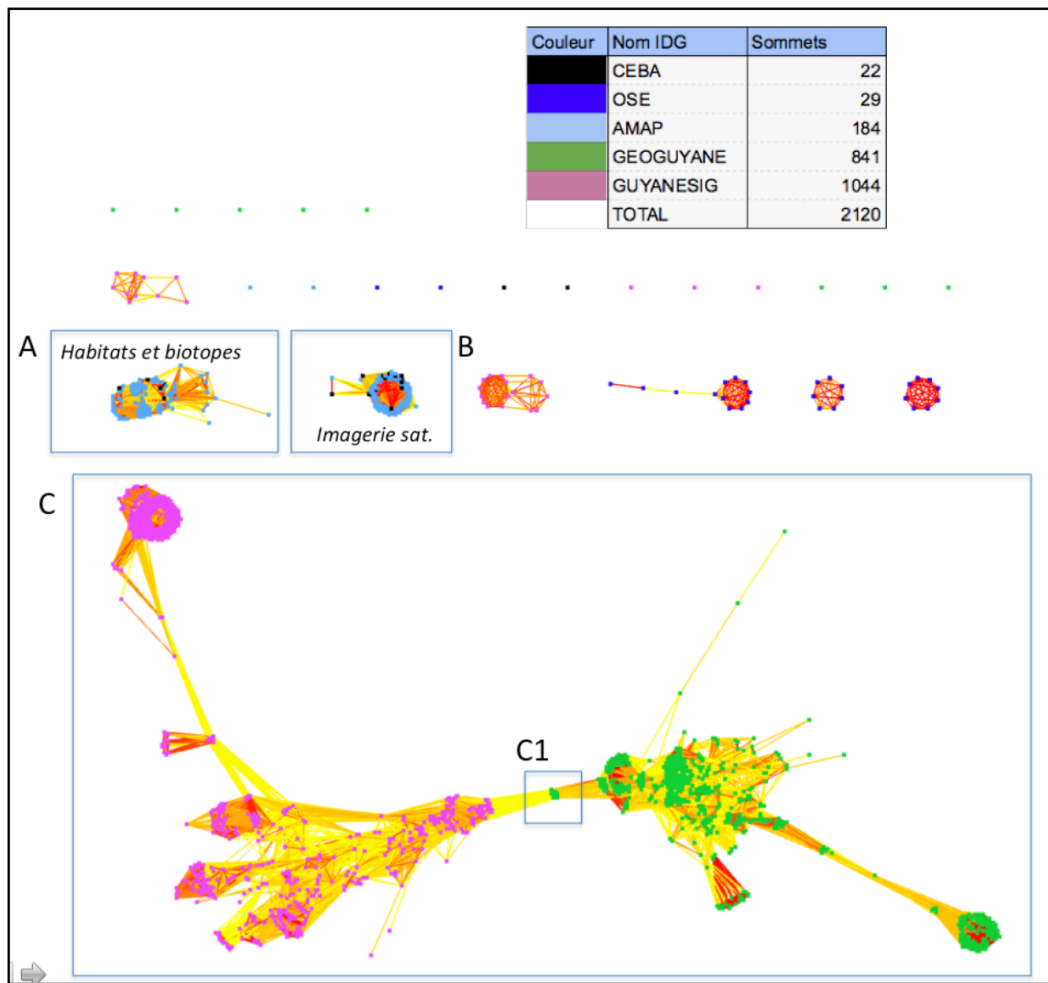 Couleur Nom IDG Sommets
CEBA 22
OSE 29
AMAP 184
GEOGUYANE 841
GUYANESIG 1044
TOTAL 2120
A
Habitats et biotopes
Imagerie sat.
B
C
C1